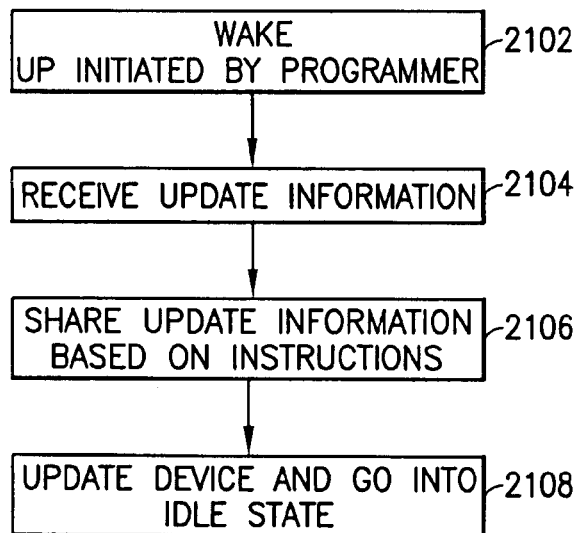 WAKE
UP INITIATED BY PROGRAMMER
2102
RECEIVE UPDATE INFORMATION
2104
SHARE UPDATE INFORMATION
BASED ON INSTRUCTIONS
2106
UPDATE DEVICE AND GO INTO
IDLE STATE
2108